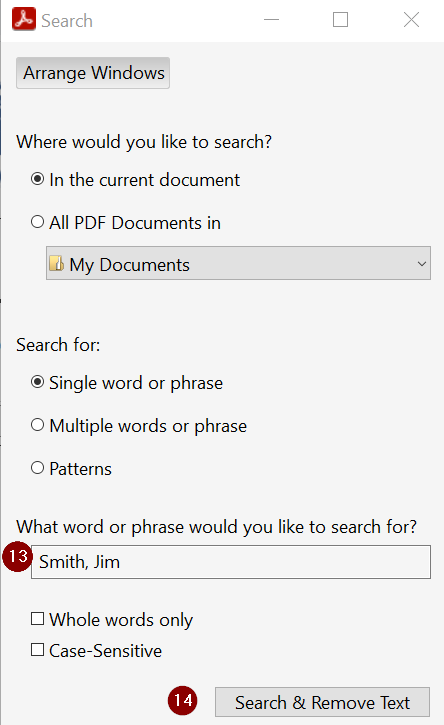 Search
Arrange Windows
Where would you like to search?
In the current document
All PDF Documents in
My Documents
Search for:
Single word or phrase
Multiple words or phrase
Patterns
What word or phrase would you like to search for?
13 Smith, Jim
Whole words only
Case-Sensitive
14 Search & Remove Text